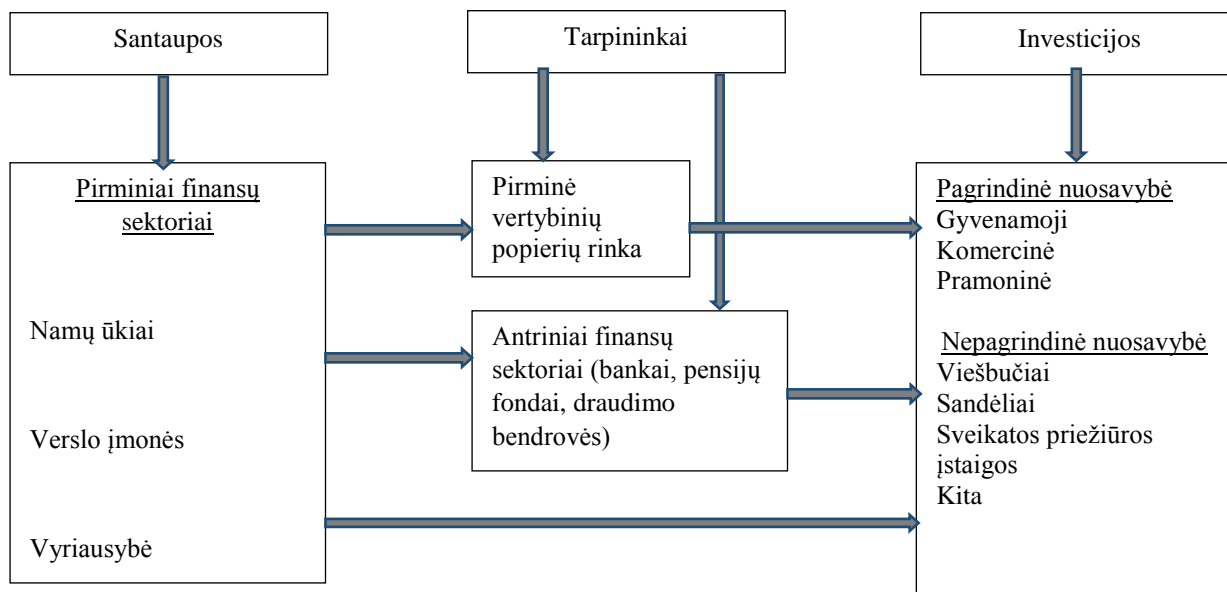 Santaupos
Tarpininkai
Investicijos
Pirminiai finansų
sektoriai
Namų ūkiai
Verslo įmonės
Vyriausybė
Pirminė
vertybinių
popierių rinka
Antriniai finansų
sektoriai (bankai, pensijų
fondai, draudimo
bendrovės)
Pagrindinė nuosavybė
Gyvenamoji
Komercinė
Pramoninė
Nepagrindinė nuosavybė
Viešbučiai
Sandėliai
Sveikatos priežiūros
įstaigos
Kita